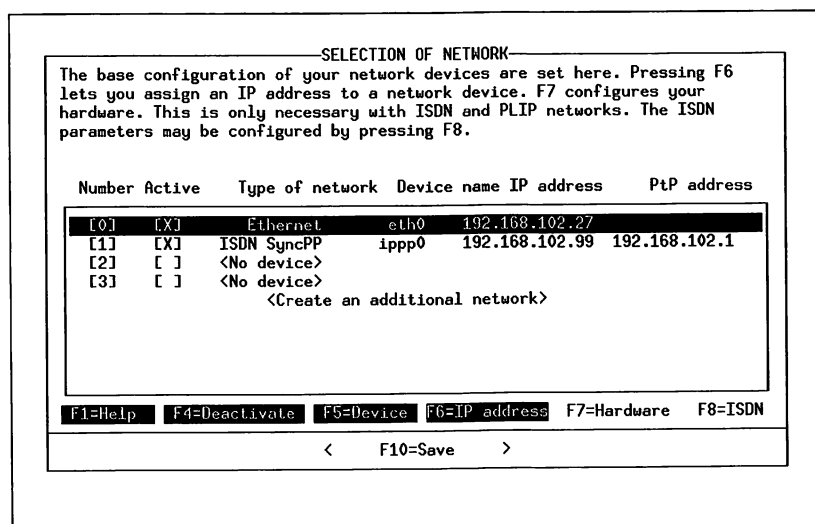 SELECTION OF NETWORK
The base configuration of your network devices are set here. Pressing F6
lets you assign an IP address to a network device. F7 configures your
hardware. This is only necessary with ISDN and PLIP networks. The ISDN
parameters may be configured by pressing F8.
Number Active Type of network Device name IP address PtP address
[0] [X] Ethernet eth0 192.168.102.27
[1] [X] ISDN SyncPP ippp0 192.168.102.99 192.168.102.1
[2] [ ] <No device>
[3] [ ] <No device>
<Create an additional network>
F1=Help F4=Deactivate F5=Device F6=IP address F7=Hardware F8=ISDN
< F10=Save >